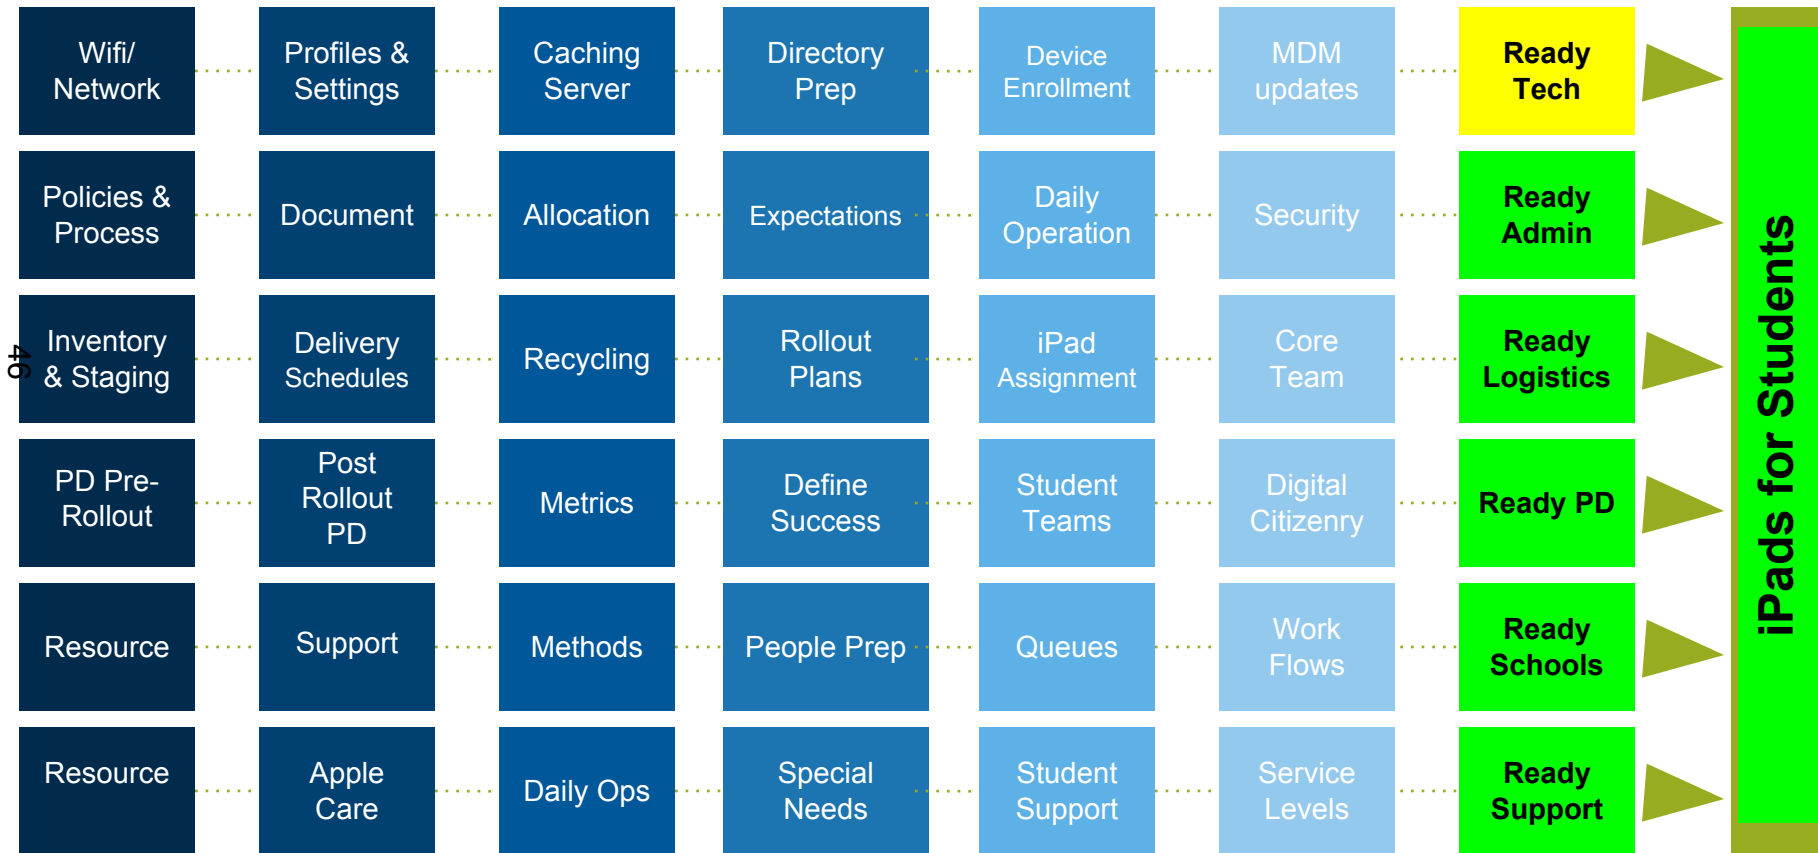 Wifi/
Network
Profiles &
Settings
Caching
Server
Directory
Prep
Device
Enrollment
MDM
updates
Ready
Tech
Policies &
Process
Document
Allocation
Expectations
Daily
Operation
Security
Ready
Admin
Inventory
& Staging
Delivery
Schedules
Recycling
Rollout
Plans
iPad
Assignment
Core
Team
Ready
Logistics
46
PD Pre-
Rollout
Post
Rollout
PD
Metrics
Define
Success
Student
Teams
Digital
Citizenry
Ready PD
Resource
Support
Methods
People Prep
Queues
Work
Flows
Ready
Schools
Resource
Apple
Care
Daily Ops
Special
Needs
Student
Support
Service
Levels
Ready
Support
iPads for Students